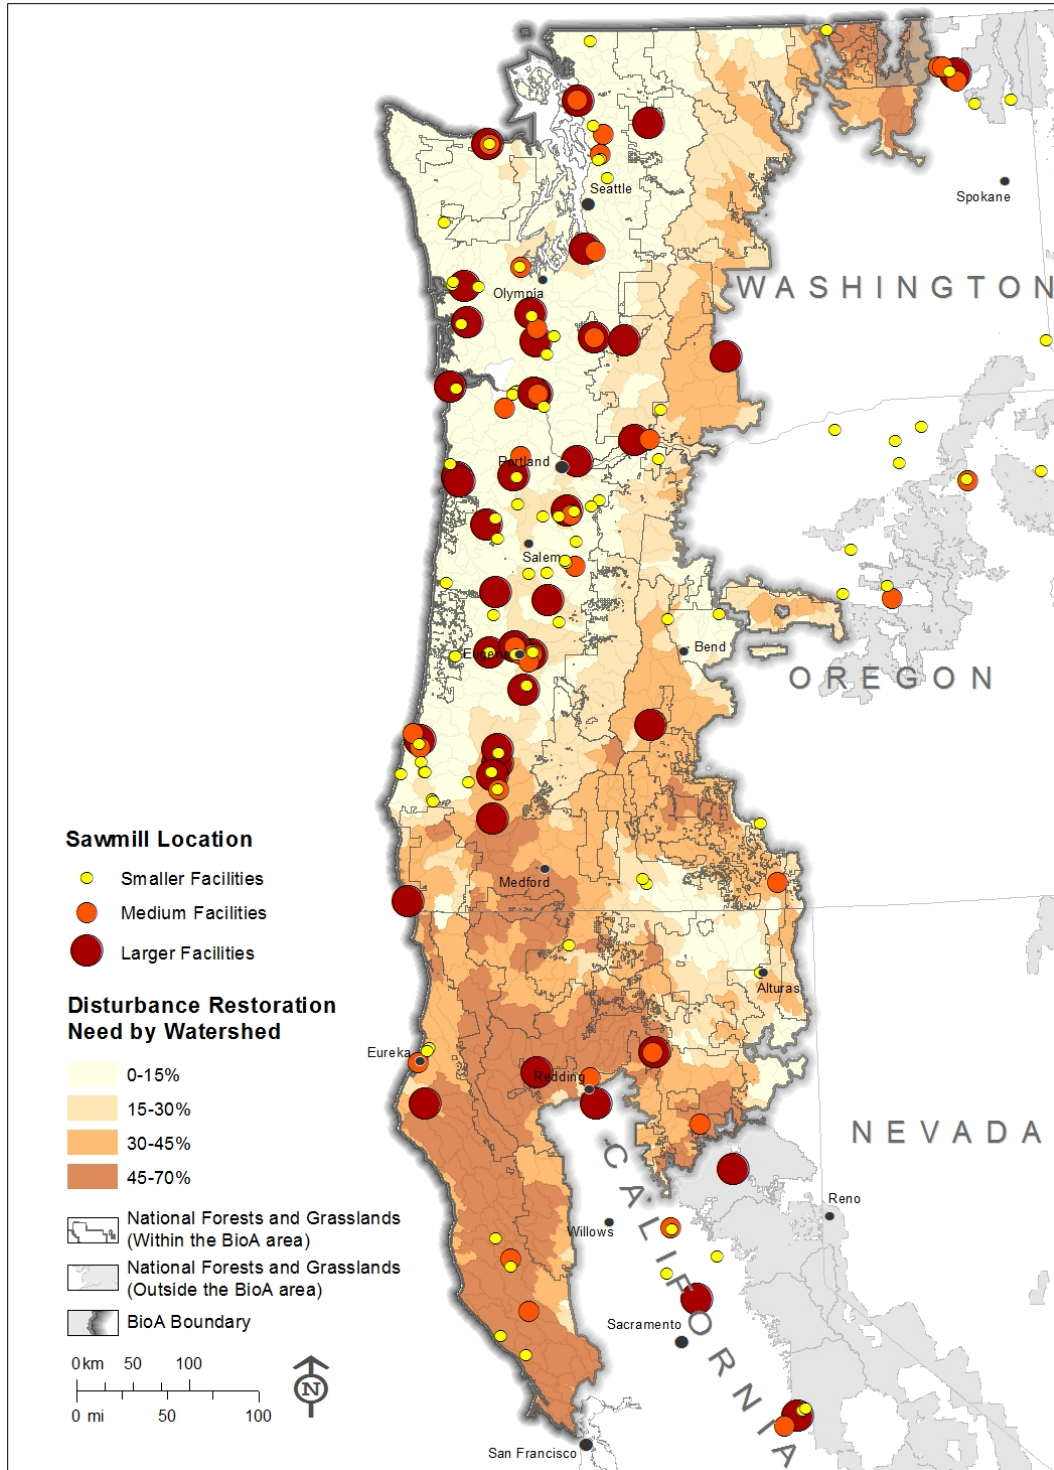 Seattle
Spokane
WASHINGTON
Olympia
Portland
Salem
Bend
Eugene
OREGON
Sawmill Location
Smaller Facilities
Medium Facilities
Larger Facilities
Medford
Disturbance Restoration
Need by Watershed
0-15%
15-30%
30-45%
45-70%
Alturas
Eureka
Redding
NEVADA
CALIFORNIA
Reno
Willows
National Forests and Grasslands
(Within the BioA area)
National Forests and Grasslands
(Outside the BioA area)
BioA Boundary
Sacramento
0 km 50 100
0 mi 50 100
N
San Francisco